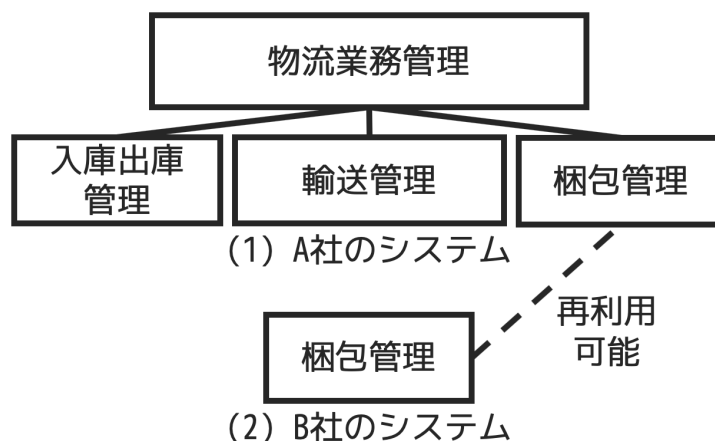 物流業務管理
入庫出庫
管理
輸送管理
梱包管理
(1) A社のシステム
再利用
可能
梱包管理
(2) B社のシステム